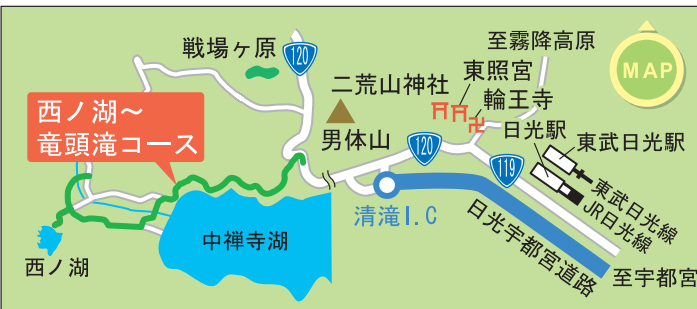 戦場ヶ原
120
至霧降高原
MAP
二荒山神社
東照宮
輪王寺
西ノ湖～
竜頭滝コース
男体山
120
日光駅
東武日光駅
119
東武日光線
JR日光線
清滝I.C
日光宇都宮道路
中禅寺湖
西ノ湖
至宇都宮